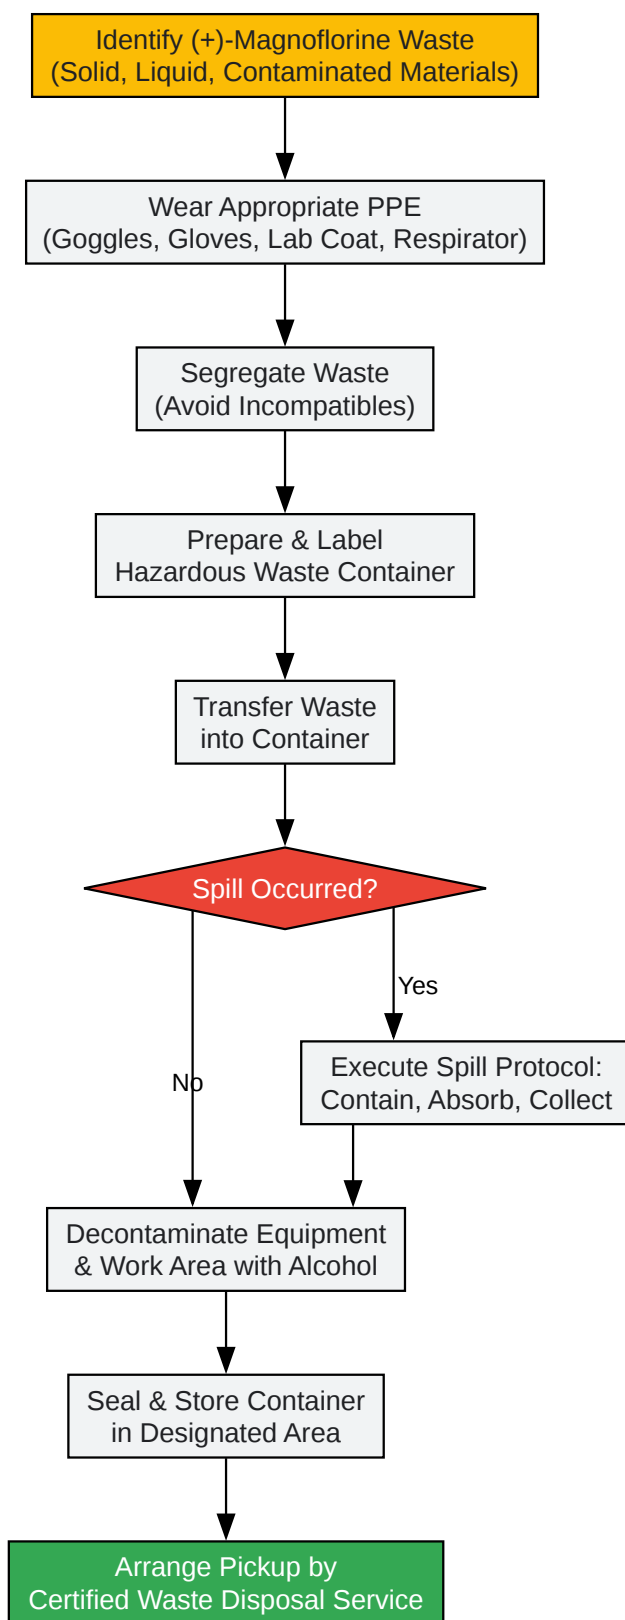 Identify (+)-Magnoflorine Waste
(Solid, Liquid, Contaminated Materials)
Wear Appropriate PPE
(Goggles, Gloves, Lab Coat, Respirator)
Segregate Waste
(Avoid Incompatibles)
Prepare & Label
Hazardous Waste Container
Transfer Waste
into Container
Spill Occurred?
Yes
Execute Spill Protocol:
Contain, Absorb, Collect
No
Decontaminate Equipment
& Work Area with Alcohol
Seal & Store Container
in Designated Area
Arrange Pickup by
Certified Waste Disposal Service